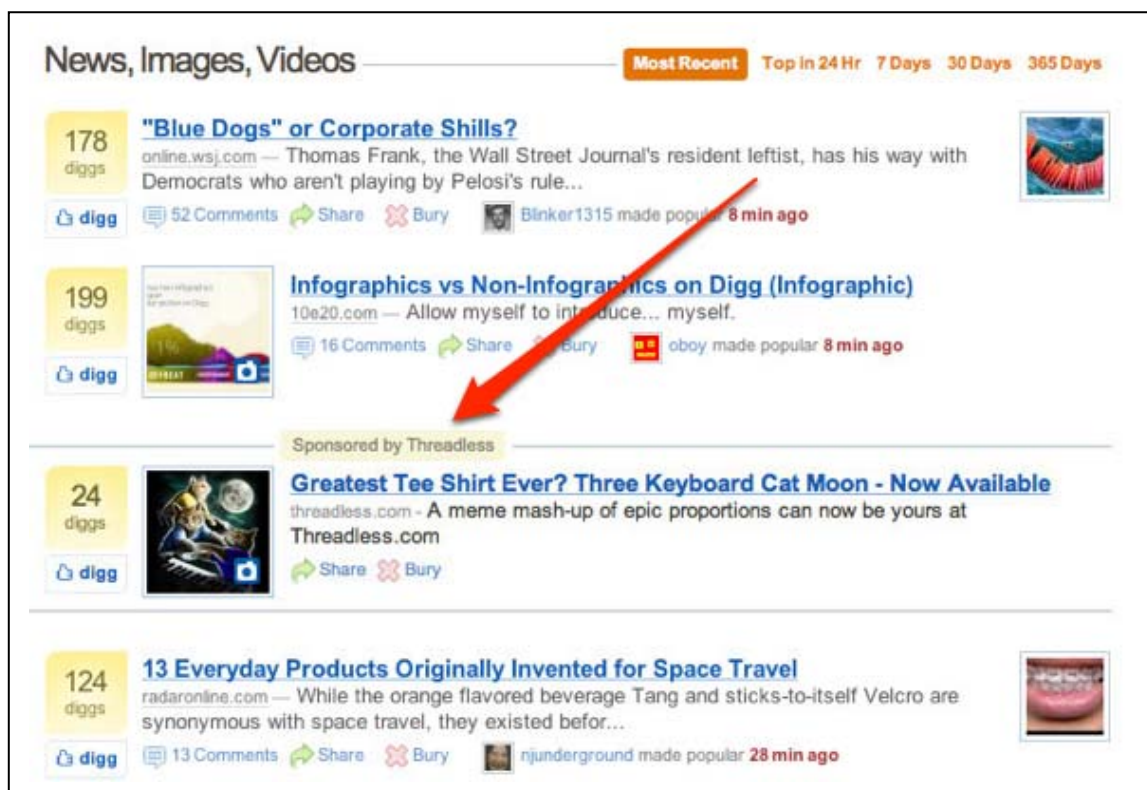 News, Images, Videos
Most Recent Top in 24 Hr 7 Days 30 Days 365 Days
178
diggs
digg
"Blue Dogs" or Corporate Shills?
online.wsj.com — Thomas Frank, the Wall Street Journal's resident leftist, has his way with
Democrats who aren't playing by Pelosi's rule...
52 Comments Share Bury Blinker1315 made popular 8 min ago
199
diggs
digg
1%
Infographics vs Non-Infographics on Digg (Infographic)
10e20.com — Allow myself to introduce... myself.
16 Comments Share Bury oboy made popular 8 min ago
Sponsored by Threadless
24
diggs
digg
Greatest Tee Shirt Ever? Three Keyboard Cat Moon - Now Available
threadless.com - A meme mash-up of epic proportions can now be yours at
Threadless.com
Share Bury
124
diggs
digg
13 Everyday Products Originally Invented for Space Travel
radaronline.com — While the orange flavored beverage Tang and sticks-to-itself Velcro are
synonymous with space travel, they existed befor...
13 Comments Share Bury njunderground made popular 28 min ago